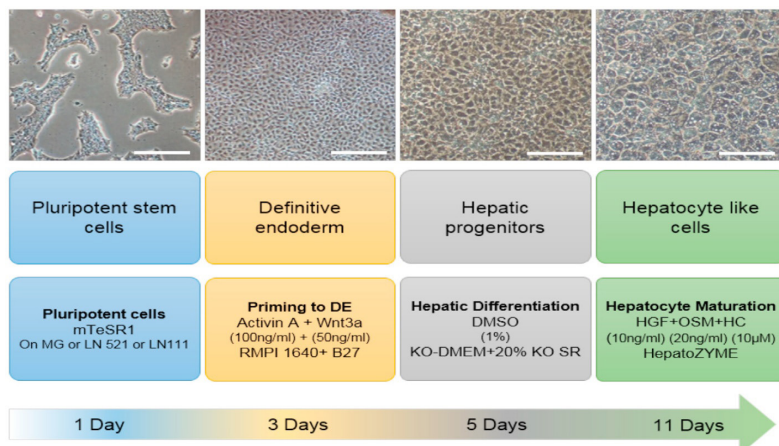 Pluripotent stem
cells
Definitive
endoderm
Hepatic
progenitors
Hepatocyte like
cells
Pluripotent cells
mTeSR1
On MG or LN 521 or LN111
Priming to DE
Activin A + Wnt3a
(100ng/ml) + (50ng/ml)
RMPI 1640+ B27
Hepatic Differentiation
DMSO
(1%)
KO-DMEM+20% KO SR
Hepatocyte Maturation
HGF+OSM+HC
(10ng/ml) (20ng/ml) (10µM)
HepatoZYME
1 Day
3 Days
5 Days
11 Days